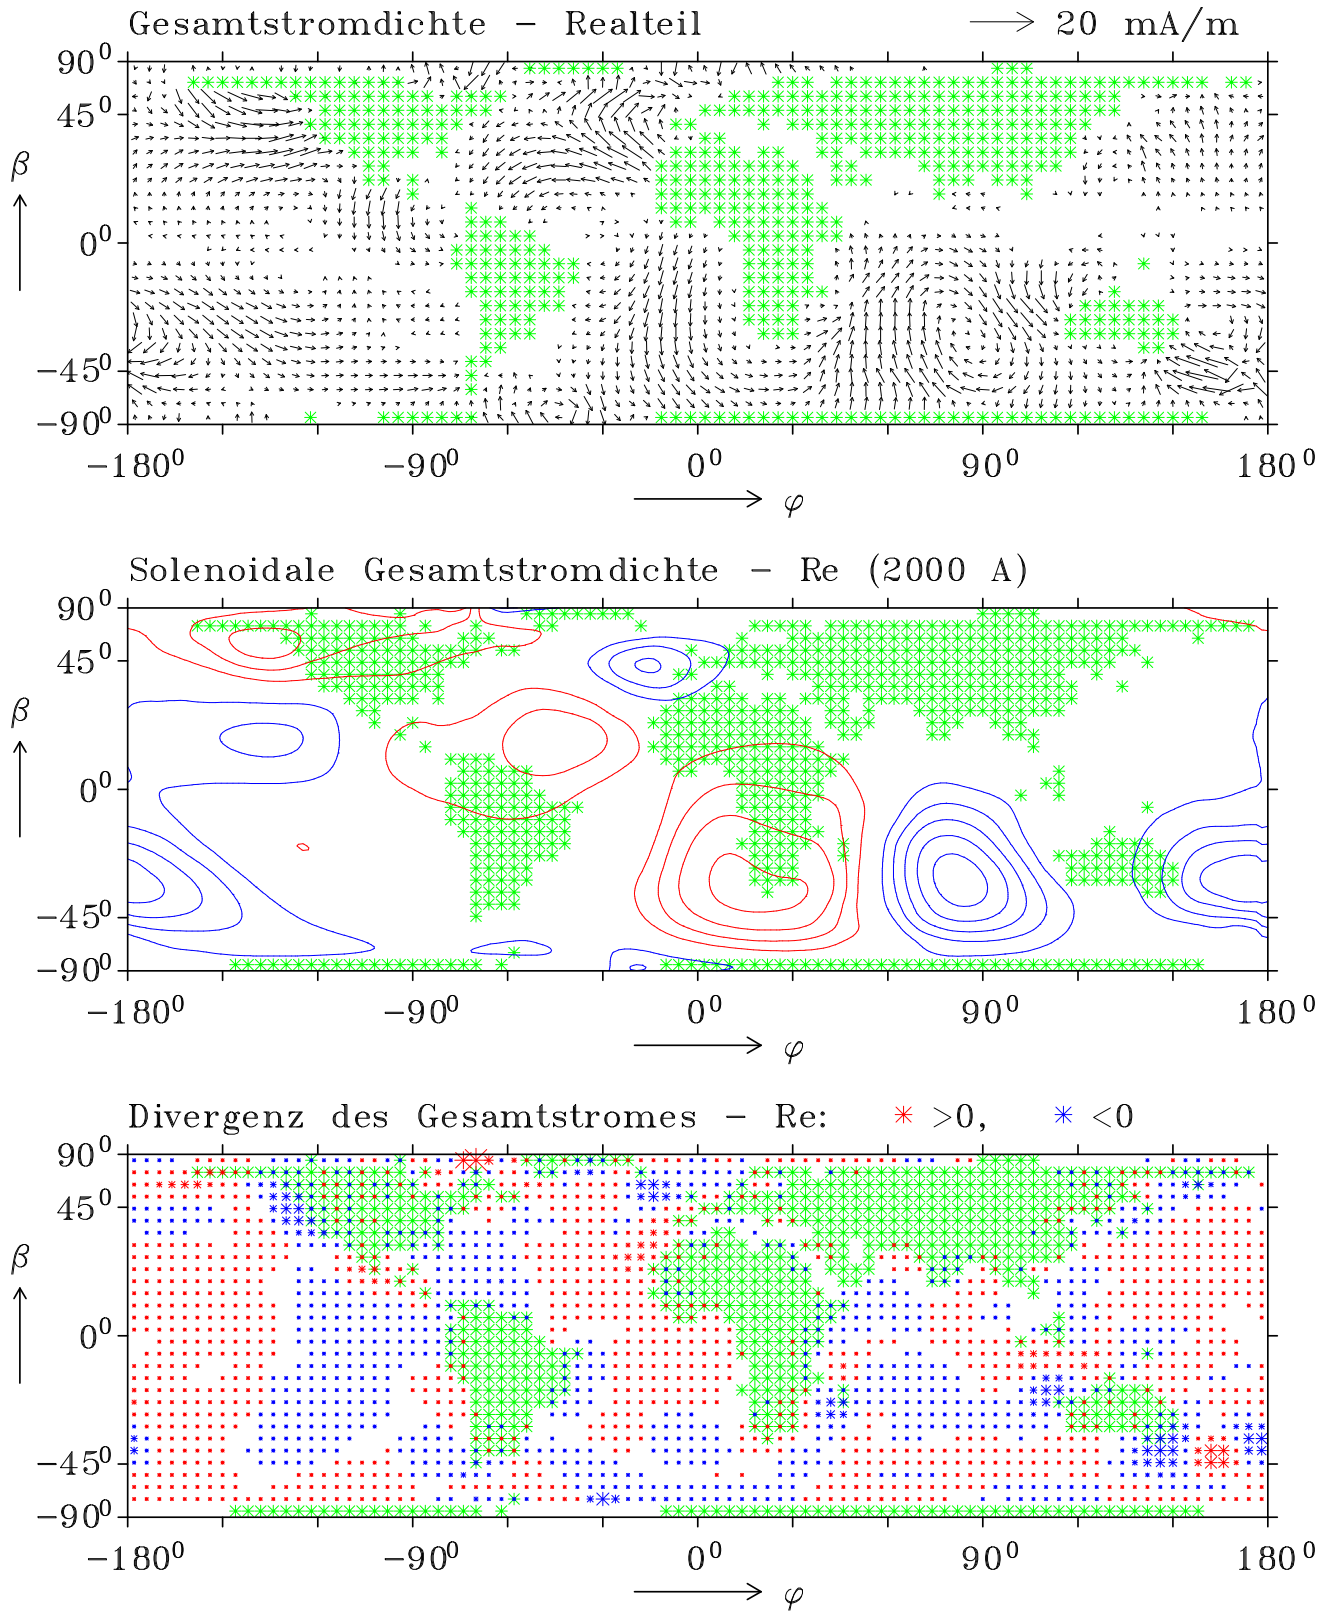 Gesamtstromdichte − Realteil → 20 mA/m
90⁰
45⁰
β
0⁰
−45⁰
−90⁰
−180⁰ −90⁰ 0⁰ 90⁰ 180⁰
φ
Solenoidale Gesamtstromdichte − Re (2000 A)
90⁰
45⁰
β
0⁰
−45⁰
−90⁰
−180⁰ −90⁰ 0⁰ 90⁰ 180⁰
φ
Divergenz des Gesamtstromes − Re: * >0, * <0
90⁰
45⁰
β
0⁰
−45⁰
−90⁰
−180⁰ −90⁰ 0⁰ 90⁰ 180⁰
φ